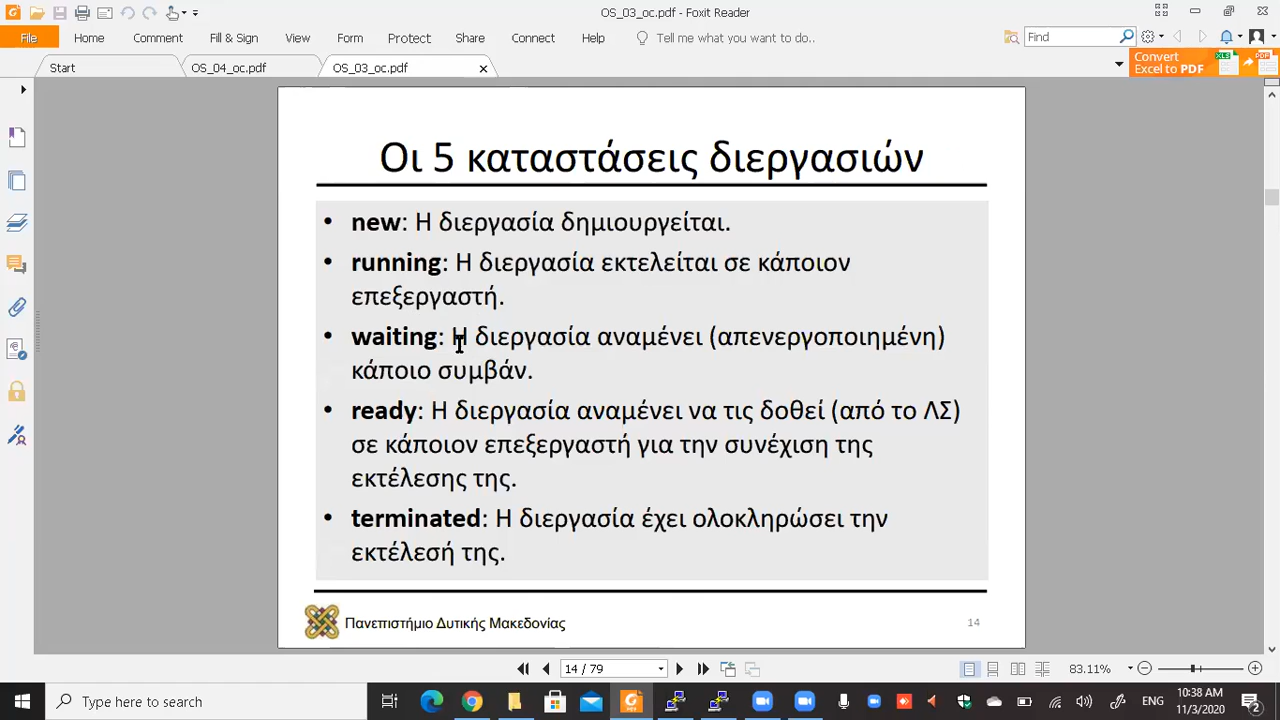 OS_03_oc.pdf - Foxit Reader
File Home Comment Fill & Sign View Form Protect Share Connect Help Tell me what you want to do.. Find
Start OS_04_oc.pdf OS_03_oc.pdf
Convert
Excel to PDF
Οι 5 καταστάσεις διεργασιών
• new: Η διεργασία δημιουργείται.
• running: Η διεργασία εκτελείται σε κάποιον
επεξεργαστή.
• waiting: Η διεργασία αναμένει (απενεργοποιημένη)
κάποιο συμβάν.
• ready: Η διεργασία αναμένει να τις δοθεί (από το ΛΣ)
σε κάποιον επεξεργαστή για την συνέχιση της
εκτέλεσης της.
• terminated: Η διεργασία έχει ολοκληρώσει την
εκτέλεσή της.
Πανεπιστήμιο Δυτικής Μακεδονίας 14
14 / 79 83.11%
Type here to search ENG 10:38 AM
11/3/2020 2